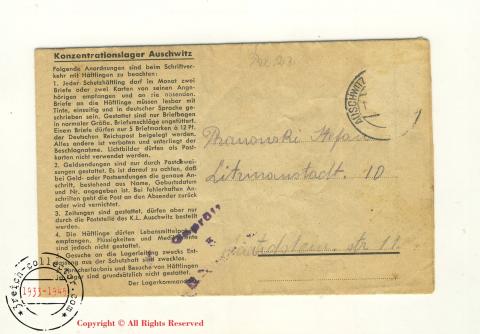 Konzentrationslager Auschwitz
Folgende Anordnungen sind beim Schriftver-
kehr mit Häftlingen zu beachten:
1. Jeder Schutzhäftling darf im Monat zwei
Briefe oder zwei Karten von seinen Ange-
hörigen empfangen und an sie absenden.
Briefe an die Häftlinge müssen lesbar mit
Tinte, einseitig und in deutscher Sprache ge-
schrieben sein. Gestattet sind nur Briefbogen
in normaler Größe. Briefumschläge ungefüttert.
Einem Briefe dürfen nur 5 Briefmarken à 12 Pf.
der Deutschen Reichspost beigelegt werden.
Alles andere ist verboten und unterliegt der
Beschlagnahme. Lichtbilder dürfen als Post-
karten nicht verwendet werden.
2. Geldsendungen sind nur durch Postanwei-
sungen gestattet. Es ist darauf zu achten, daß
bei Geld- oder Postsendungen die genaue An-
schrift, bestehend aus Name, Geburtsdatum
und Nr. angegeben ist. Bei fehlerhaften An-
schriften geht die Post an den Absender zurück
oder wird vernichtet.
3. Zeitungen sind gestattet, dürfen aber nur
durch die Poststelle des K.L. Auschwitz bestellt
werden.
4. Die Häftlinge dürfen Lebensmittel
empfangen, Flüssigkeiten und Medikamente
sind jedoch nicht gestattet.
Gesuche an die Lagerleitung zwecks Ent-
lassung aus der Schutzhaft sind zwecklos.
Sprecherlaubnis und Besuche von Häftlingen
im Lager sind grundsätzlich nicht gestattet.
Der Lagerkommandant
AUSCHWITZ
Litzmannstadt. 10
str 11
Geprüft
reich-collector.com
1933-1945
Copyright © All Rights Reserved